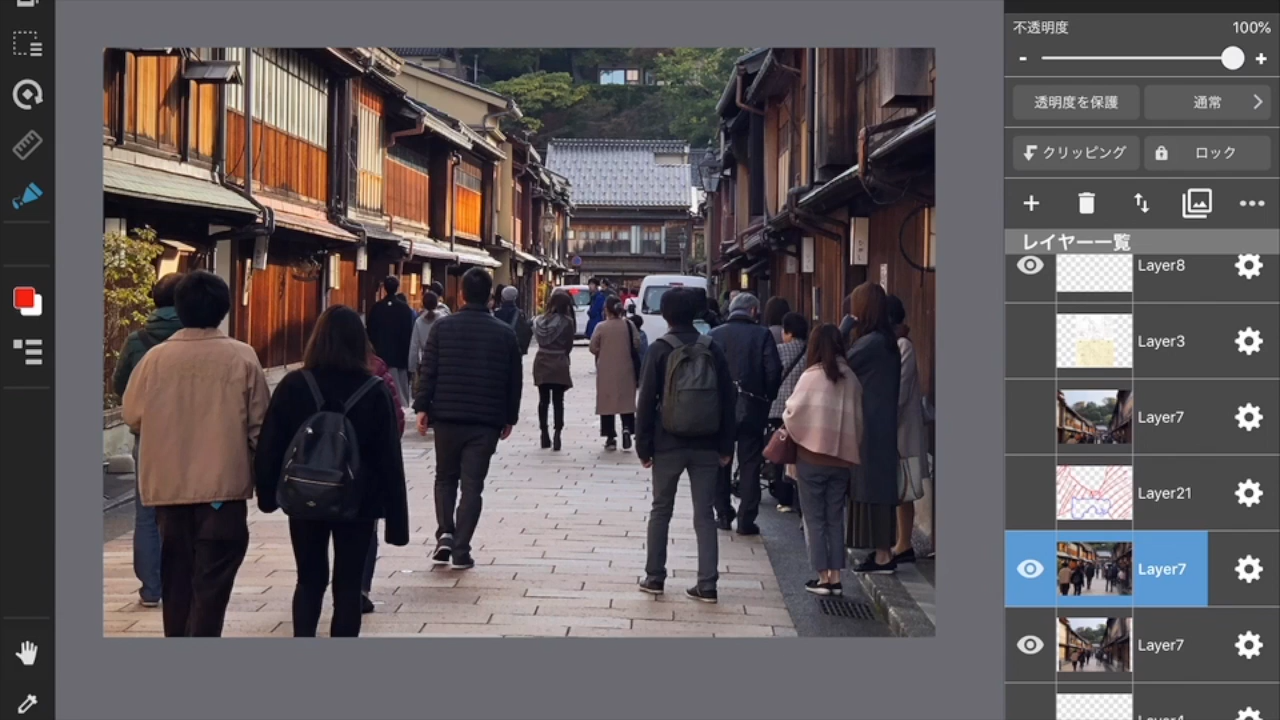 不透明度 100%
- +
透明度を保護 通常
クリッピング ロック
レイヤー一覧
Layer8
Layer3
Layer7
Layer21
Layer7
Layer7